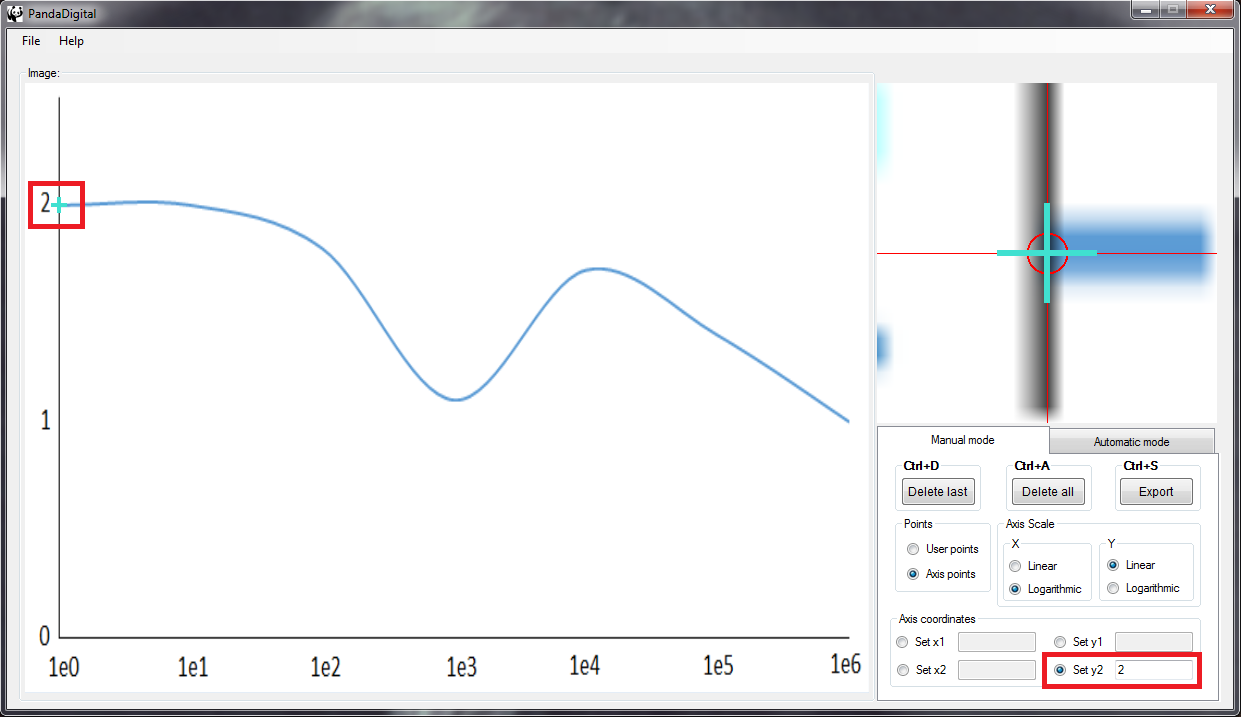 PandaDigital
File Help
Image:
2
1
0
1e0 1e1 1e2 1e3 1e4 1e5 1e6
Manual mode Automatic mode
Ctrl+D Ctrl+A Ctrl+S
Delete last Delete all Export
Points Axis Scale
X Y
User points Linear Linear
Axis points Logarithmic Logarithmic
Axis coordinates
Set x1 Set y1
Set x2 Set y2 2